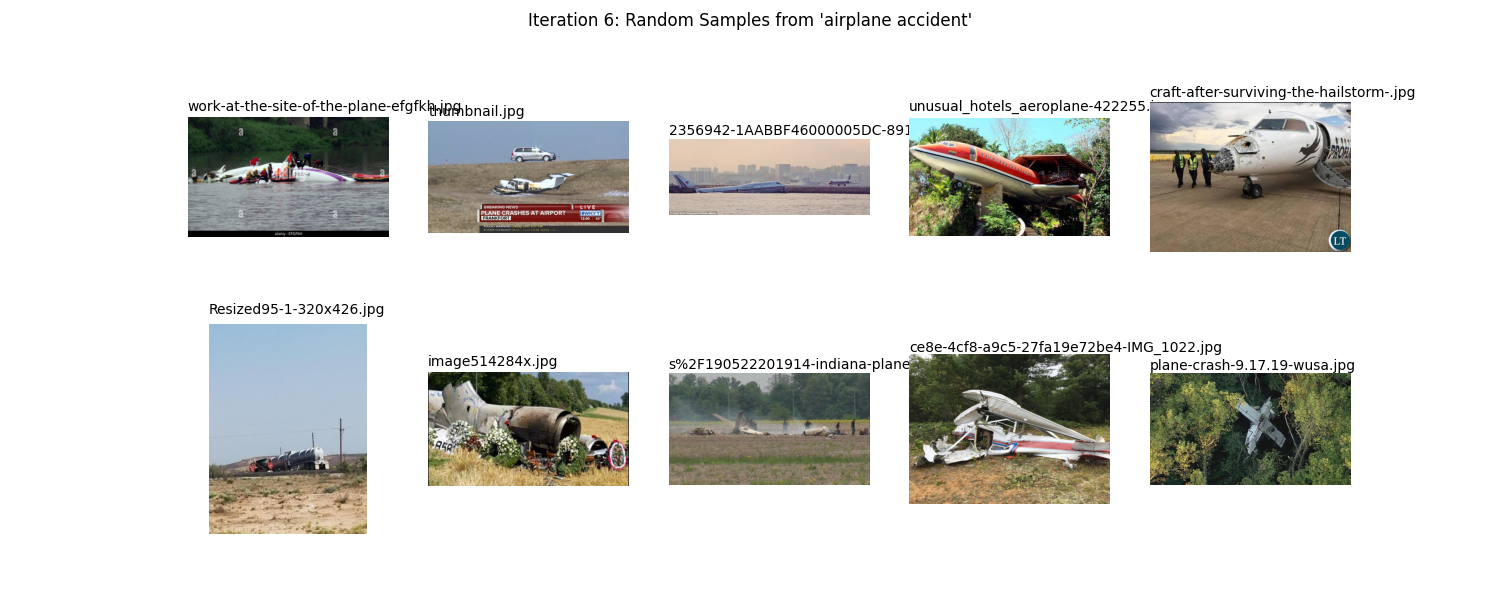 Iteration 6: Random Samples from 'airplane accident'
work-at-the-site-of-the-plane-efgfkh.jpg
thumbnail.jpg
2356942-1AABBF46000005DC-891
unusual_hotels_aeroplane-422255.
craft-after-surviving-the-hailstorm-.jpg
a a
a a
a a
alamy - EFGFKH
BREAKING NEWS
LIVE
PLANE CRASHES AT AIRPORT
FRANKFORT
LT
Resized95-1-320x426.jpg
image514284x.jpg
s%2F190522201914-indiana-plane
ce8e-4cf8-a9c5-27fa19e72be4-IMG_1022.jpg
plane-crash-9.17.19-wusa.jpg